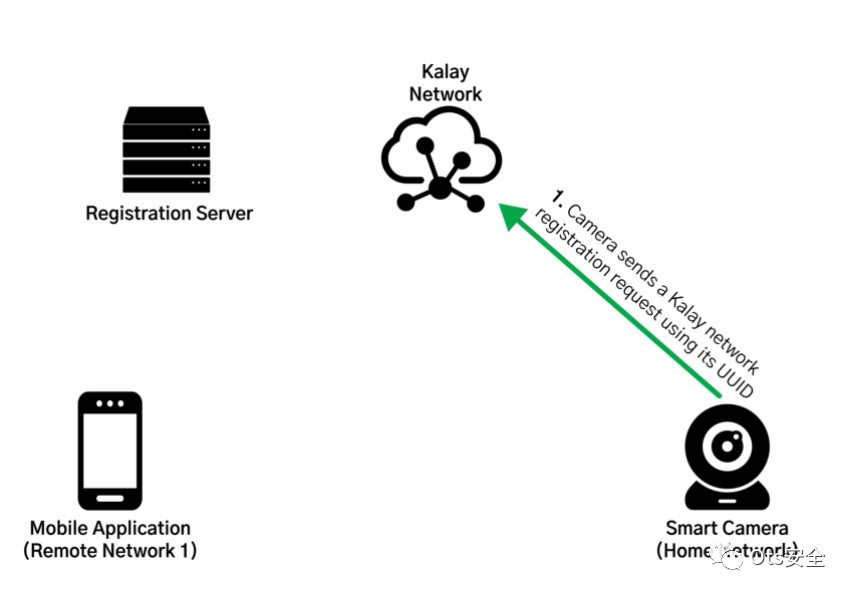 Kalay
Network
Registration Server
1. Camera sends a Kalay network
registration request using its UUID
Mobile Application
(Remote Network 1)
Smart Camera
(Home Network)
Ots安全